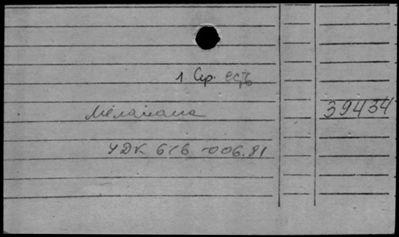 1 Ср. есть
Меланома 39434
УДК 616-006.81